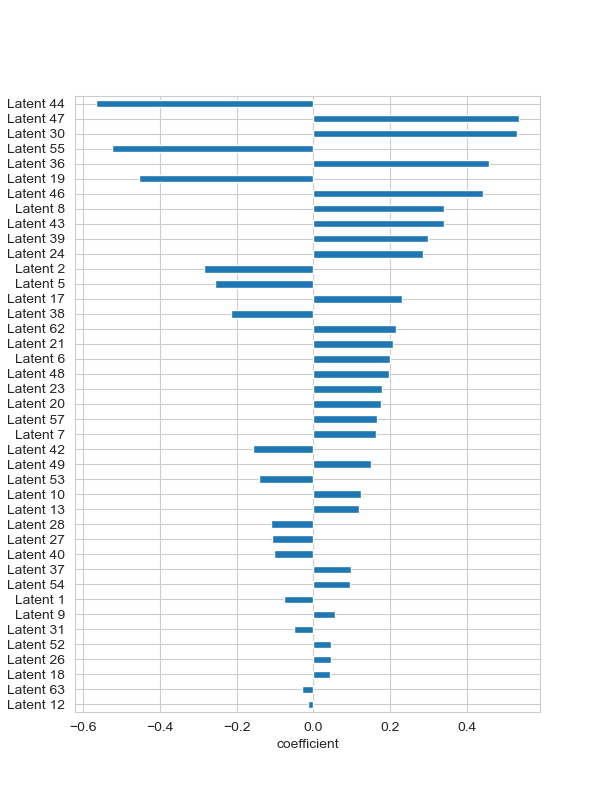 Latent 44
Latent 47
Latent 30
Latent 55
Latent 36
Latent 19
Latent 46
Latent 8
Latent 43
Latent 39
Latent 24
Latent 2
Latent 5
Latent 17
Latent 38
Latent 62
Latent 21
Latent 6
Latent 48
Latent 23
Latent 20
Latent 57
Latent 7
Latent 42
Latent 49
Latent 53
Latent 10
Latent 13
Latent 28
Latent 27
Latent 40
Latent 37
Latent 54
Latent 1
Latent 9
Latent 31
Latent 52
Latent 26
Latent 18
Latent 63
Latent 12
−0.6 −0.4 −0.2 0.0 0.2 0.4
coefficient